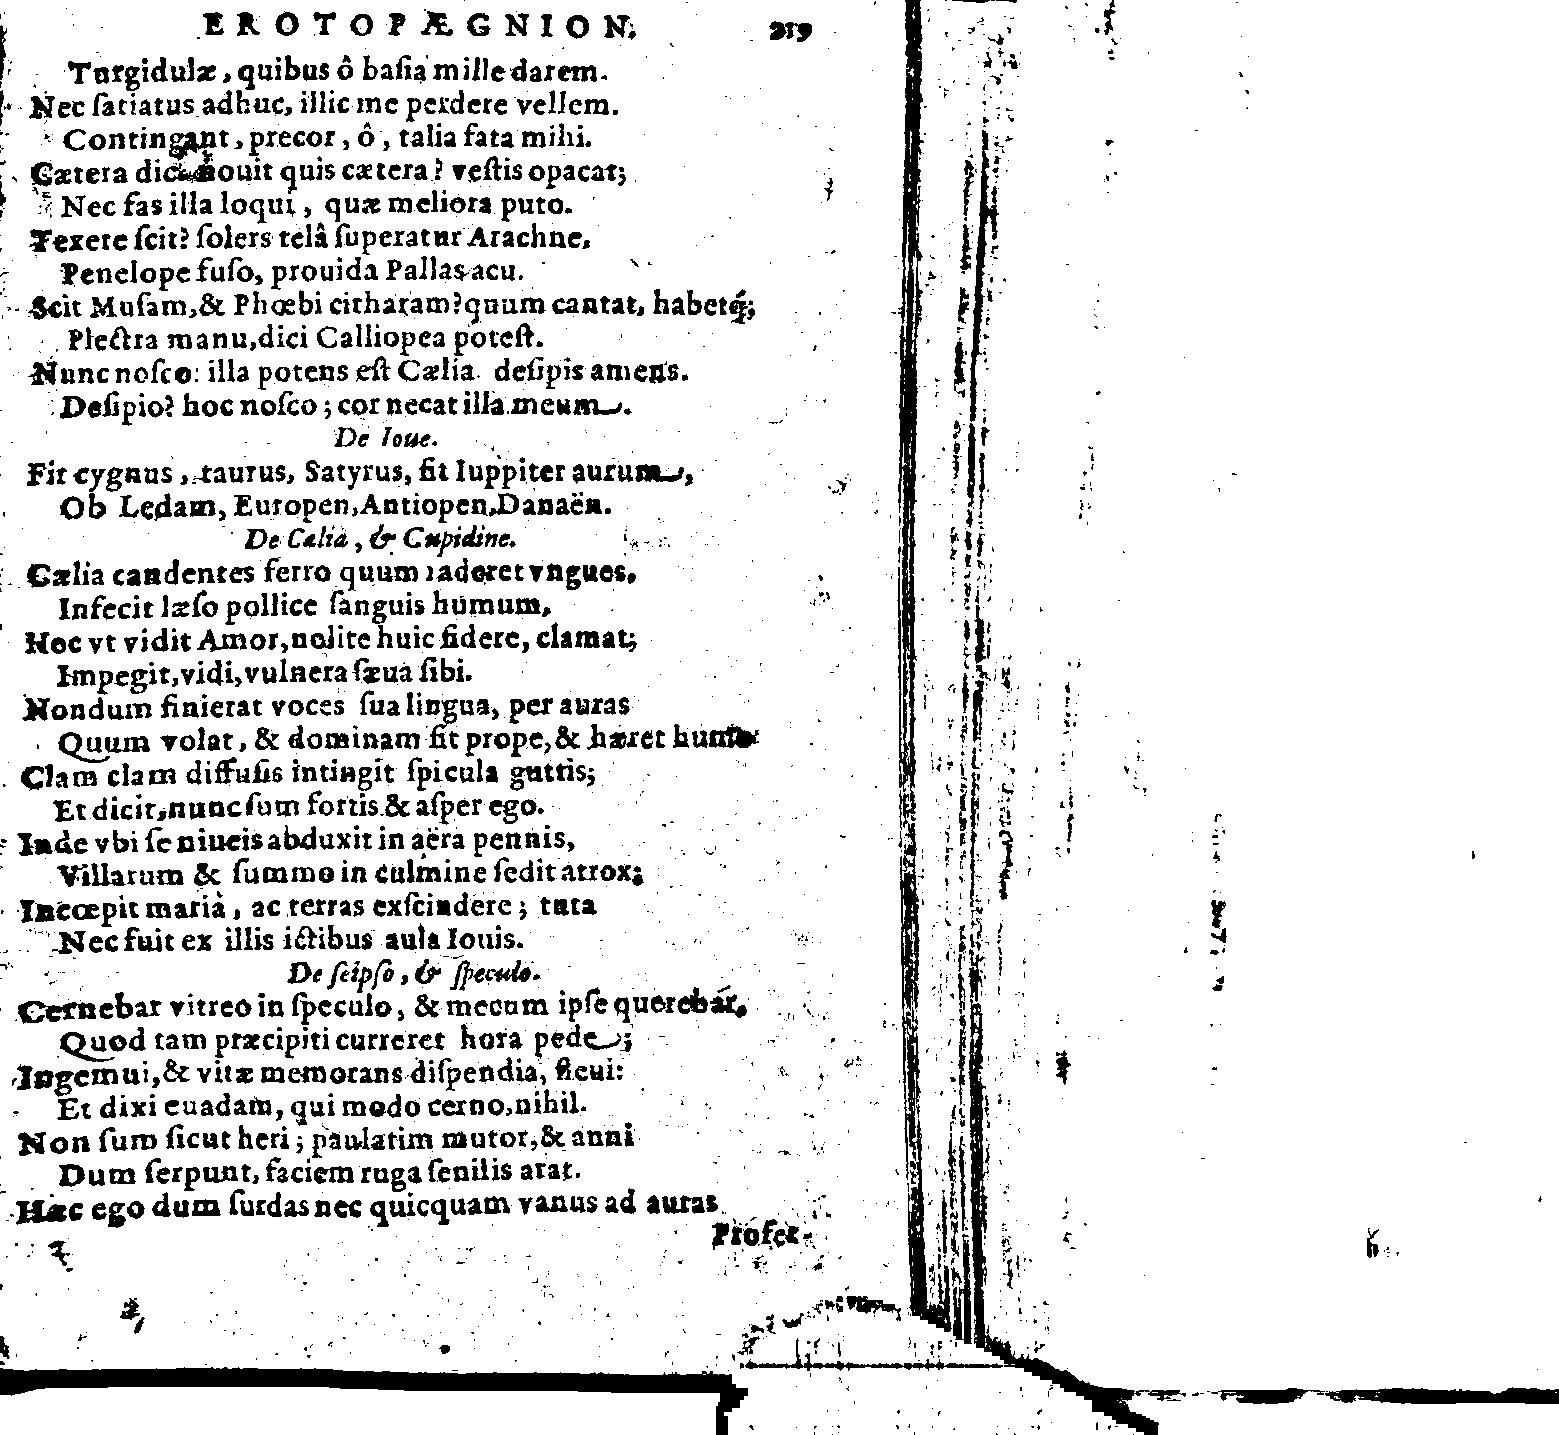 EROTOPÆGNION. 219
Turgidulæ, quibus ô baſia mille darem.
Nec ſatiatus adhuc, illic me perdere vellem.
Contingant, precor, ô, talia fata mihi.
Cætera nouit quis cætera? veſtis opacat;
Nec fas illa loqui, quæ meliora puto.
Texere ſcit? ſolers telâ ſuperatur Arachne,
Penelope fuſo, prouida Pallas acu.
Scit Muſam, & Phœbi citharam? quum cantat, habetq́;
Plectra manu, dici Calliopea poteſt.
Nunc noſco: illa potens eſt Cælia deſipis amens.
Deſipio? hoc noſco; cor necat illa meum.
De Ioue.
Fit cygnus, taurus, Satyrus, fit Iuppiter aurum,
Ob Ledam, Europen, Antiopen, Danaën.
De Cælia, & Cupidine.
Cælia candentes ferro quum raderet vngues,
Infecit læſo pollice ſanguis humum,
Hoc vt vidit Amor, nolite huic fidere, clamat;
Impegit, vidi, vulnera ſæua ſibi.
Nondum finierat voces ſua lingua, per auras
Quum volat, & dominam fit prope, & hæret humo:
Clam clam diffuſis intingit ſpicula guttis;
Et dicit, nunc ſum fortis & aſper ego.
Inde vbi ſe niueis abduxit in aëra pennis,
Villarum & ſummo in culmine ſedit atrox;
Incœpit maria, ac terras exſcindere; tuta
Nec fuit ex illis ictibus aula Iouis.
De ſeipſo, & ſpeculo.
Cernebar vitreo in ſpeculo, & mecum ipſe querebar,
Quod tam præcipiti curreret hora pede;
Ingemui, & vitæ memorans diſpendia, fleui:
Et dixi euadam, qui modo cerno, nihil.
Non ſum ſicut heri; paulatim mutor, & anni
Dum ſerpunt, faciem ruga ſenilis arat.
Hæc ego dum ſurdas nec quicquam vanus ad auras
Profer-